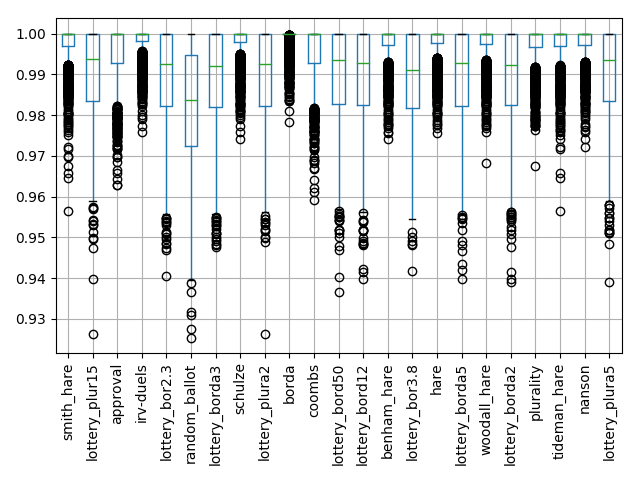 1.00
0.99
0.98
0.97
0.96
0.95
0.94
0.93
smith_hare
lottery_plur15
approval
irv-duels
lottery_bor2.3
random_ballot
lottery_borda3
schulze
lottery_plura2
borda
coombs
lottery_bord50
lottery_bord12
benham_hare
lottery_bor3.8
hare
lottery_borda5
woodall_hare
lottery_borda2
plurality
tideman_hare
nanson
lottery_plura5